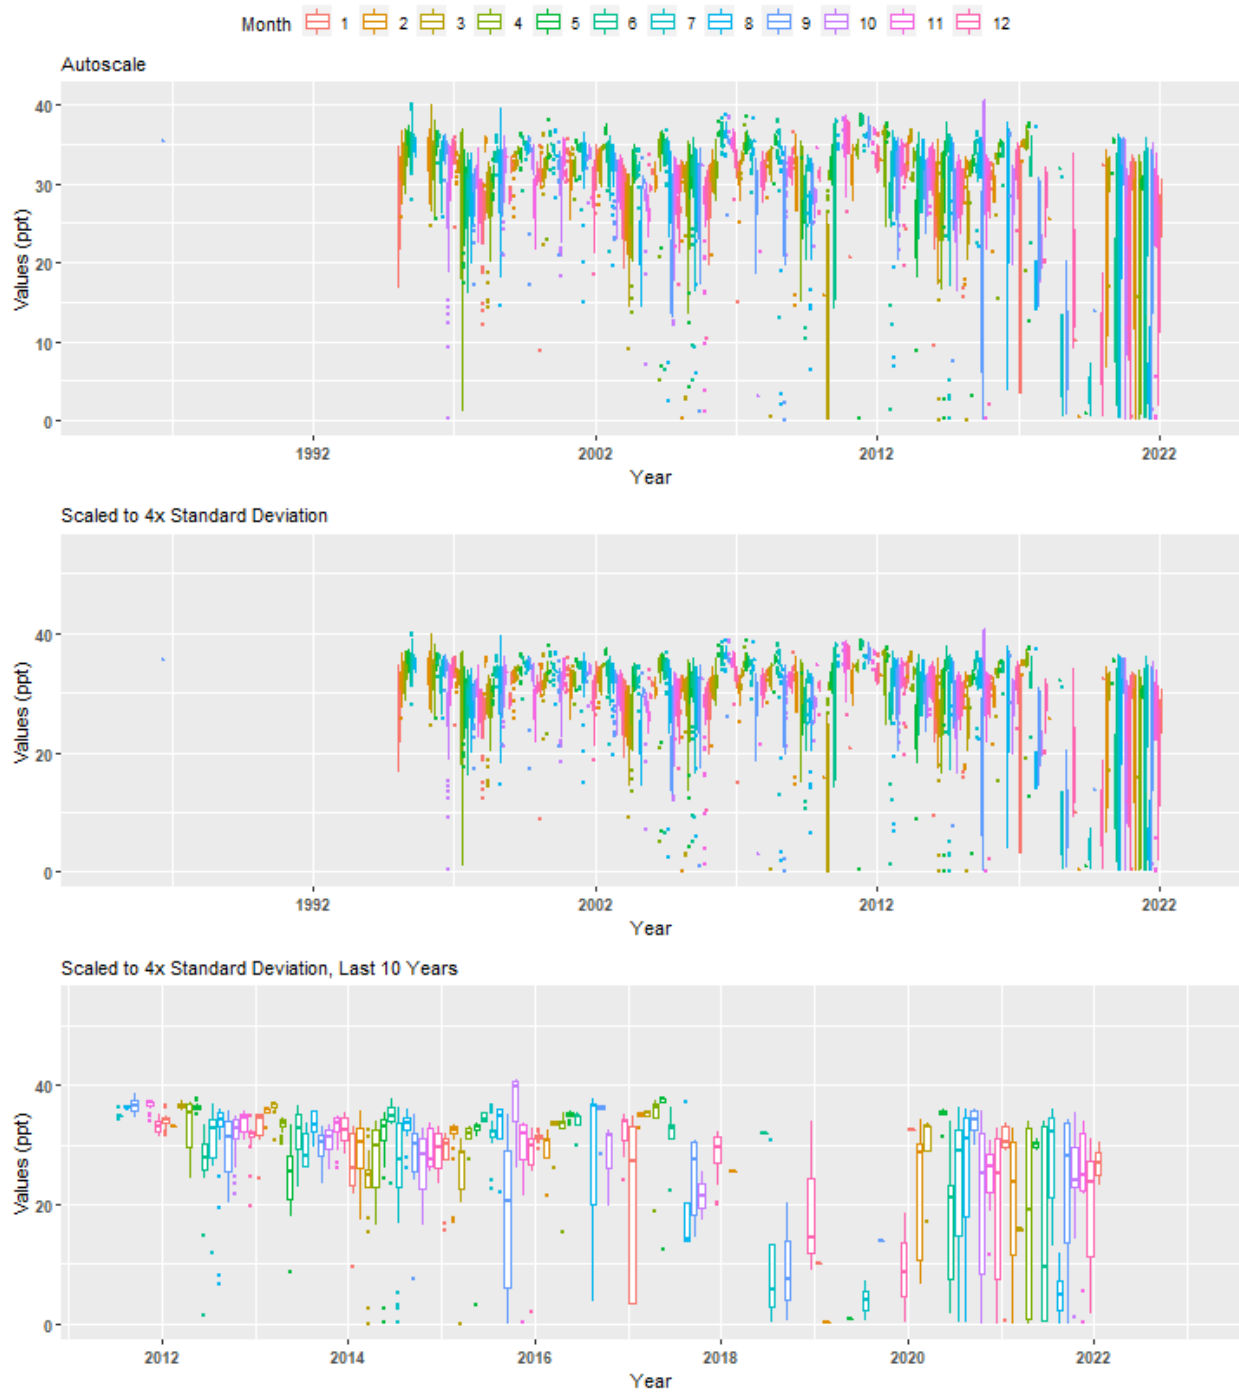 Month 1 2 3 4 5 6 7 8 9 10 11 12
Autoscale
40
30
20
10
0
Values (ppt)
1992 2002 2012 2022
Year
Scaled to 4x Standard Deviation
40
20
0
Values (ppt)
1992 2002 2012 2022
Year
Scaled to 4x Standard Deviation, Last 10 Years
40
20
0
Values (ppt)
2012 2014 2016 2018 2020 2022
Year